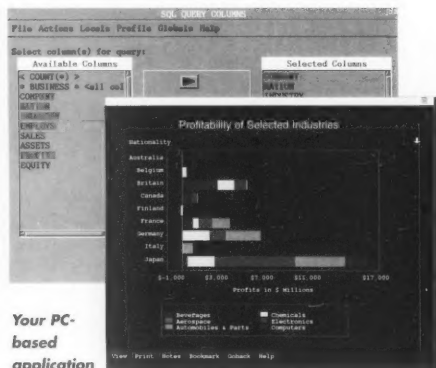 SQL QUERY COLUMNS
File Actions Locals Profile Globals Help
Select column(s) for query:
Available Columns
Selected Columns
< COUNT(*) >
* BUSINESS * <all col
COMPANY
NATION
INDUSTRY
EMPLOYS
SALES
ASSETS
PROFITS
EQUITY
COMPANY
NATION
INDUSTRY
Profitability of Selected Industries
Nationality
Australia
Belgium
Britain
Canada
Finland
France
Germany
Italy
Japan
$-1,000 $3,000 $7,000 $11,000 $17,000
Profits in $ Millions
Beverages
Aerospace
Automobiles & Parts
Chemicals
Electronics
Computers
View Print Notes Bookmark Goback Help
Your PC-
based
application